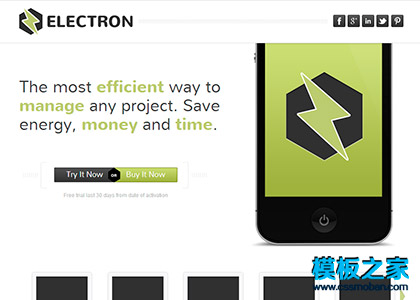 ELECTRON
The most efficient way to
manage any project. Save
energy, money and time.
Try It Now OR Buy It Now
Free trial last 30 days from date of activation
模板之家
www.cssmoban.com